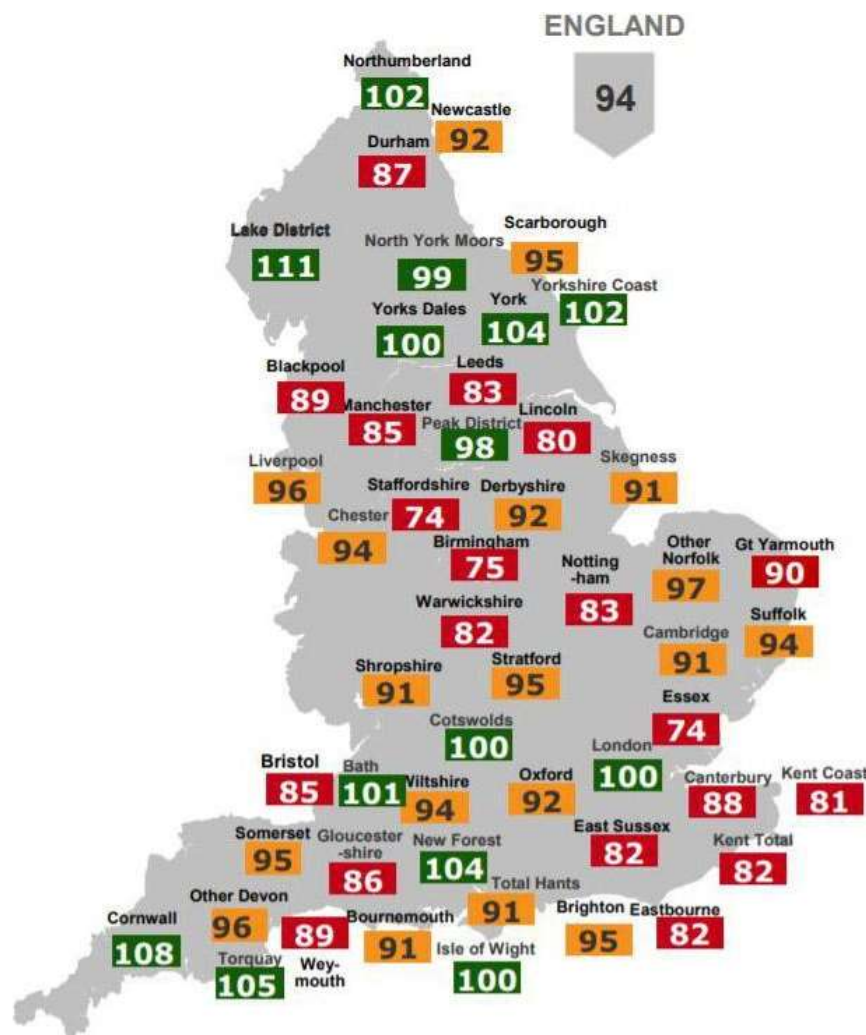 ENGLAND
94
Northumberland
102
Newcastle
92
Durham
87
Scarborough
95
Lake District
111
North York Moors
99
Yorkshire Coast
102
York
104
Yorks Dales
100
Leeds
83
Blackpool
89
Manchester
85
Peak District
98
Lincoln
80
Liverpool
96
Skegness
91
Staffordshire
74
Derbyshire
92
Chester
94
Birmingham
75
Notting
-ham
83
Other
Norfolk
97
Gt Yarmouth
90
Warwickshire
82
Suffolk
94
Cambridge
91
Shropshire
91
Stratford
95
Essex
74
Cotswolds
100
London
100
Bristol
85
Bath
101
Wiltshire
94
Oxford
92
Canterbury
88
Kent Coast
81
Somerset
95
Gloucester
-shire
86
New Forest
104
East Sussex
82
Kent Total
82
Total Hants
91
Other Devon
96
Cornwall
108
Torquay
105
89
Wey-
mouth
Bournemouth
91
Isle of Wight
100
Brighton
95
Eastbourne
82